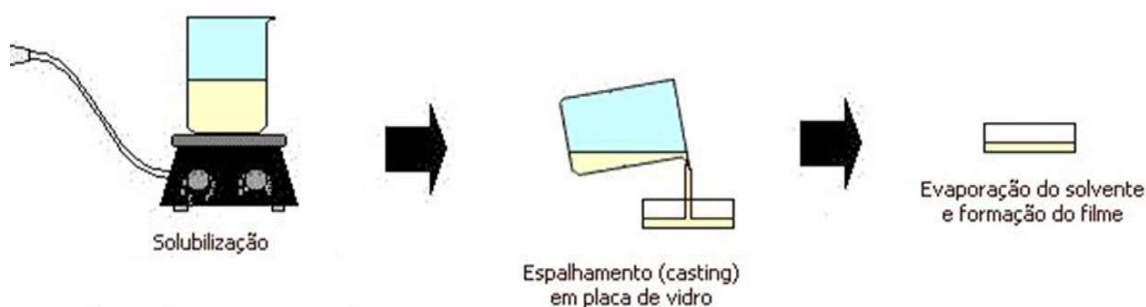 Solubilização
Espalhamento (casting)
em placa de vidro
Evaporação do solvente
e formação do filme